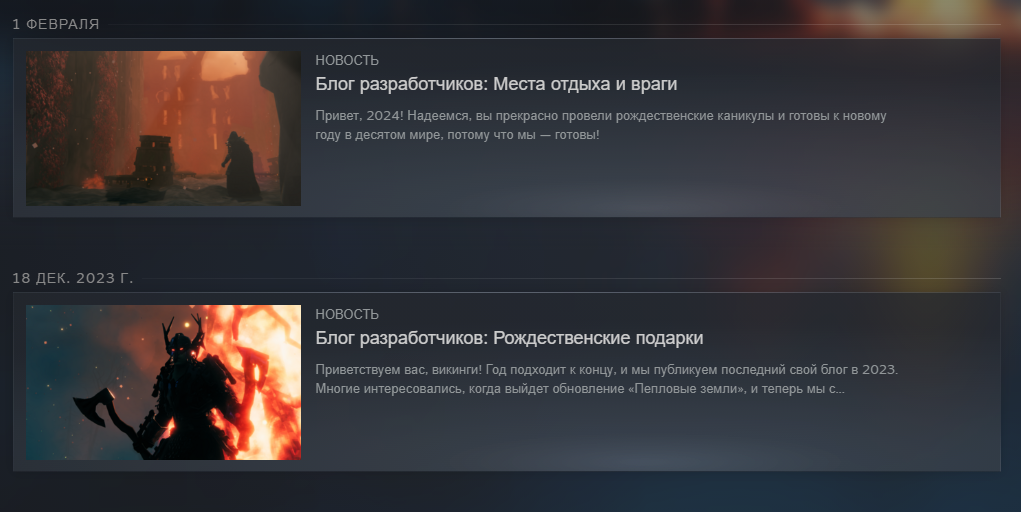 1 ФЕВРАЛЯ
НОВОСТЬ
Блог разработчиков: Места отдыха и враги
Привет, 2024! Надеемся, вы прекрасно провели рождественские каникулы и готовы к новому
году в десятом мире, потому что мы — готовы!
18 ДЕК. 2023 Г.
НОВОСТЬ
Блог разработчиков: Рождественские подарки
Приветствуем вас, викинги! Год подходит к концу, и мы публикуем последний свой блог в 2023.
Многие интересовались, когда выйдет обновление «Пепловые земли», и теперь мы с...